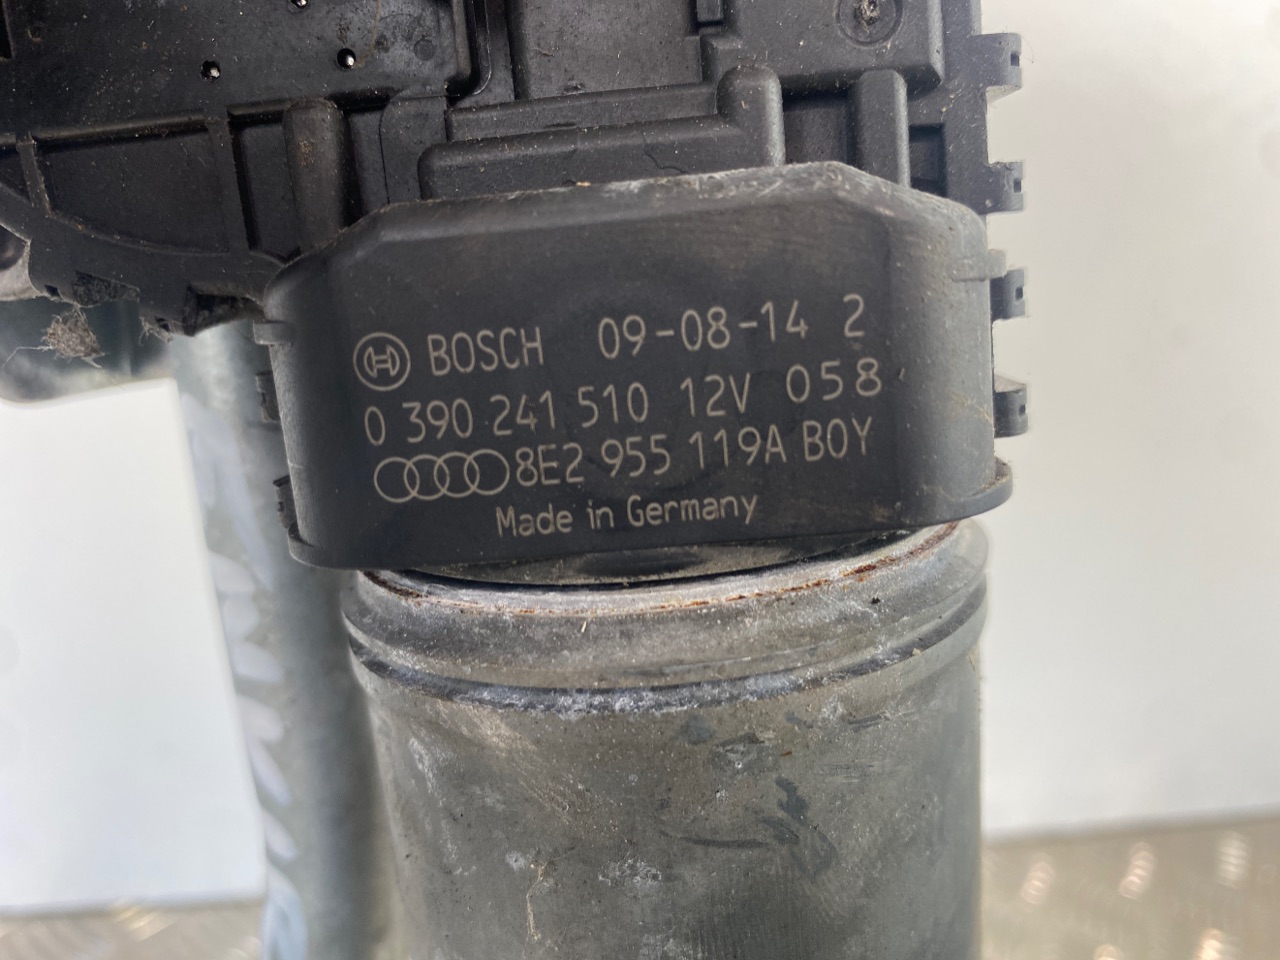 BOSCH 09-08-14 2
0 390 241 510 12V 058
8E2 955 119A B0Y
Made in Germany